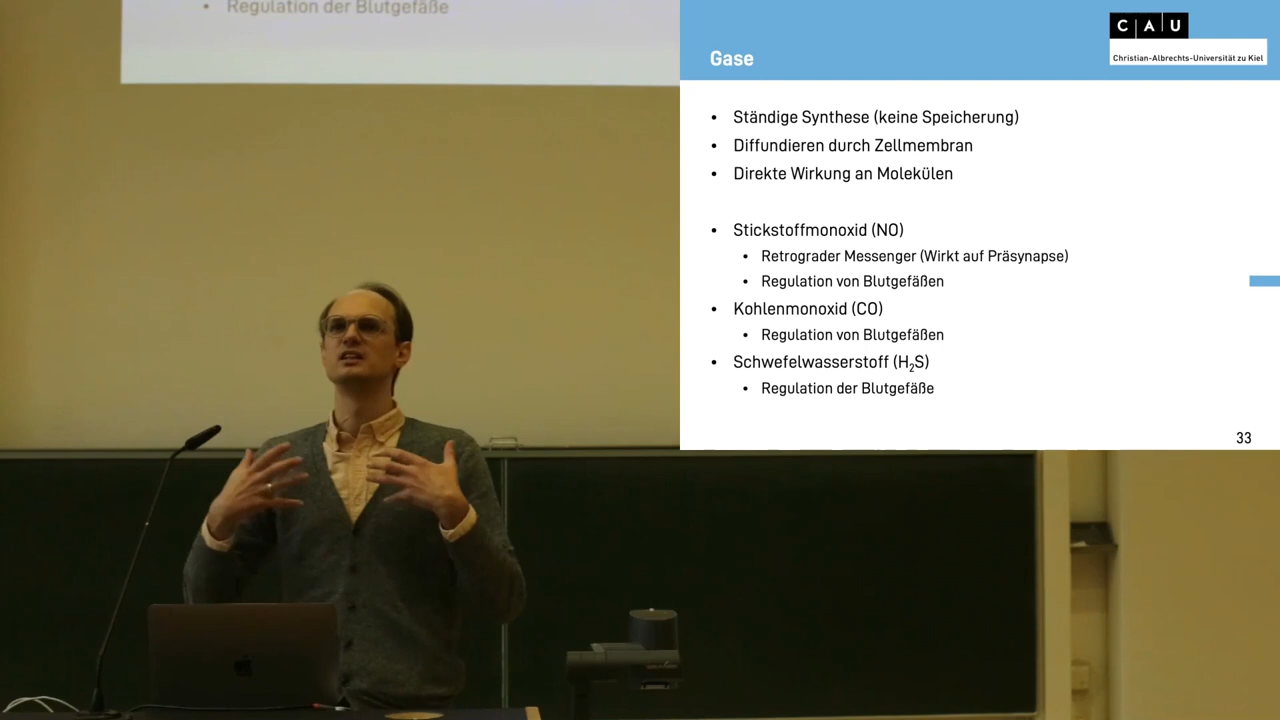 • Regulation der Blutgefäße
CAU
Christian-Albrechts-Universität zu Kiel
Gase
• Ständige Synthese (keine Speicherung)
• Diffundieren durch Zellmembran
• Direkte Wirkung an Molekülen
• Stickstoffmonoxid (NO)
• Retrograder Messenger (Wirkt auf Präsynapse)
• Regulation von Blutgefäßen
• Kohlenmonoxid (CO)
• Regulation von Blutgefäßen
• Schwefelwasserstoff (H₂S)
• Regulation der Blutgefäße
33